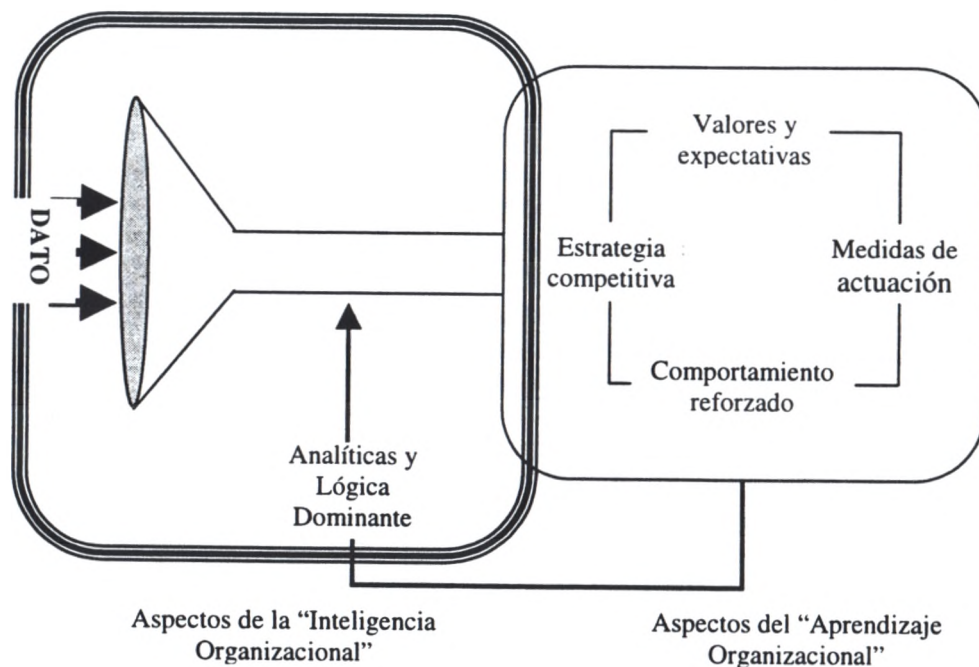 DATO
Valores y
expectativas
Estrategia
competitiva
Medidas de
actuación
Comportamiento
reforzado
Analíticas y
Lógica
Dominante
Aspectos de la “Inteligencia
Organizacional”
Aspectos del “Aprendizaje
Organizacional”